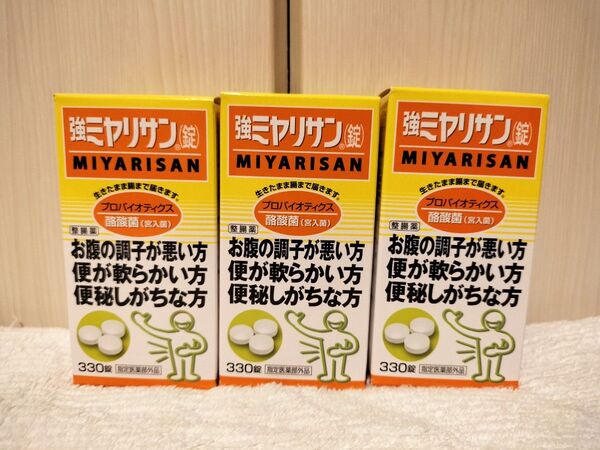 強ミヤリサン®(錠)
MIYARISAN
生きたまま腸まで届きます。
プロバイオティクス
酪酸菌(宮入菌)
整腸薬
お腹の調子が悪い方
便が軟らかい方
便秘しがちな方
330錠
指定医薬部外品
強ミヤリサン®(錠)
MIYARISAN
生きたまま腸まで届きます。
プロバイオティクス
酪酸菌(宮入菌)
整腸薬
お腹の調子が悪い方
便が軟らかい方
便秘しがちな方
330錠
指定医薬部外品
強ミヤリサン®(錠)
MIYARISAN
生きたまま腸まで届きます。
プロバイオティクス
酪酸菌(宮入菌)
整腸薬
お腹の調子が悪い方
便が軟らかい方
便秘しがちな方
330錠
指定医薬部外品